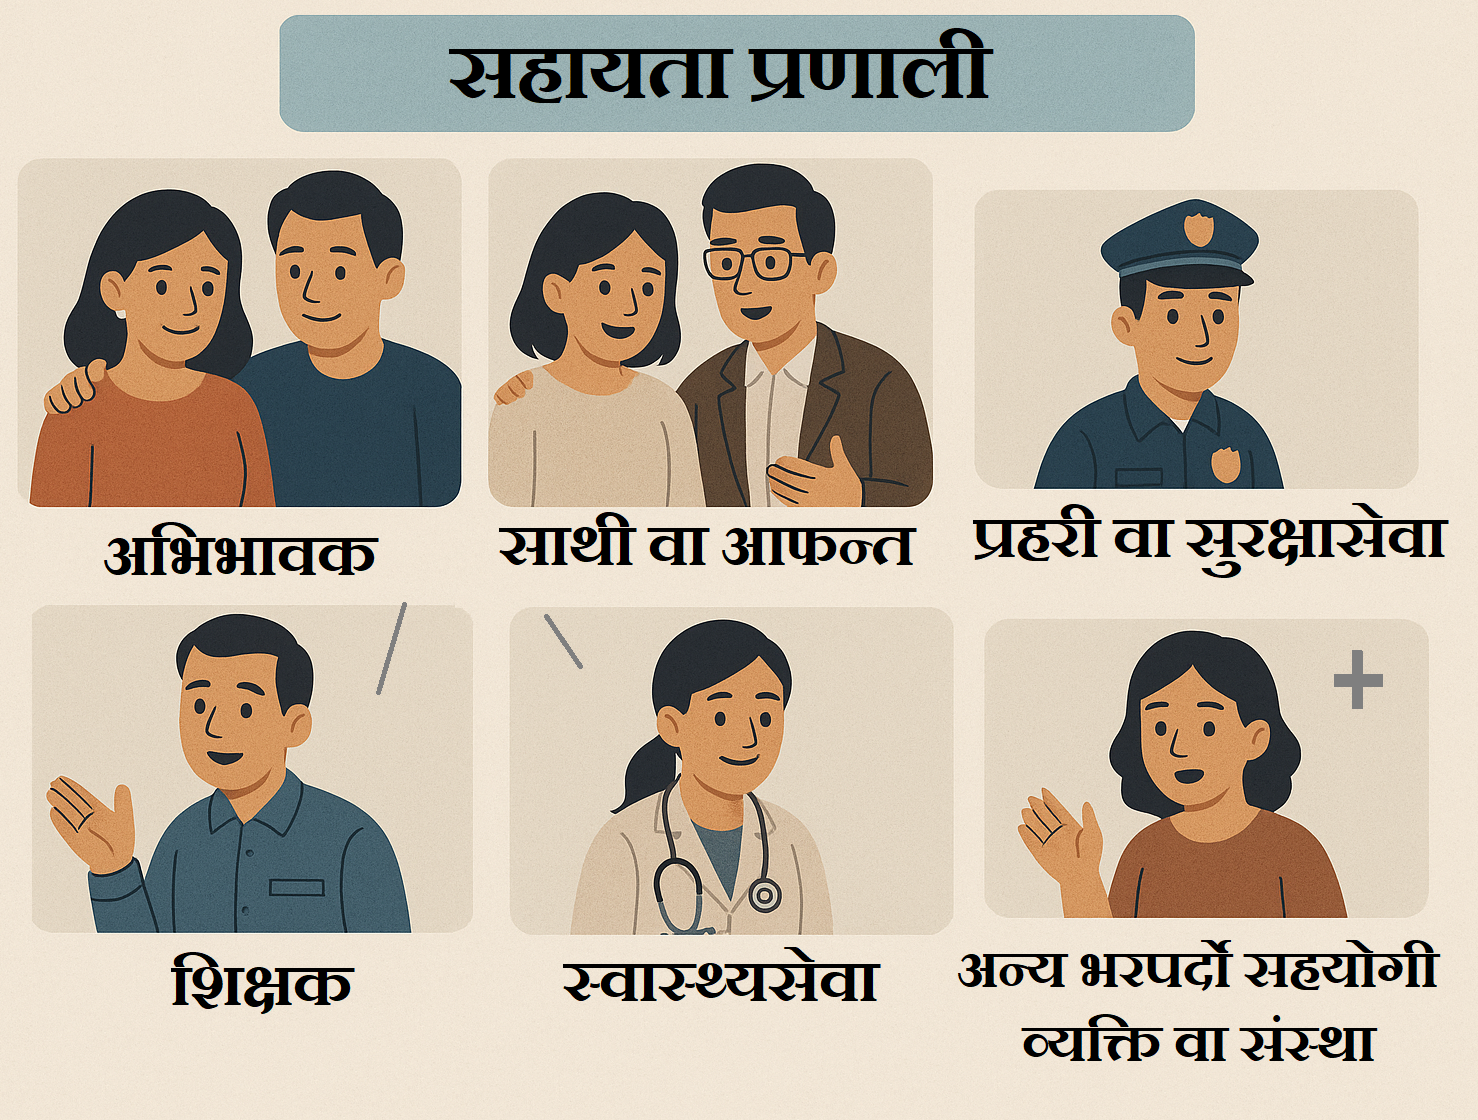 सहायता प्रणाली
अभिभावक
साथी वा आफन्त
प्रहरी वा सुरक्षासेवा
शिक्षक
स्वास्थ्यसेवा
अन्य भरपर्दो सहयोगी
व्यक्ति वा संस्था